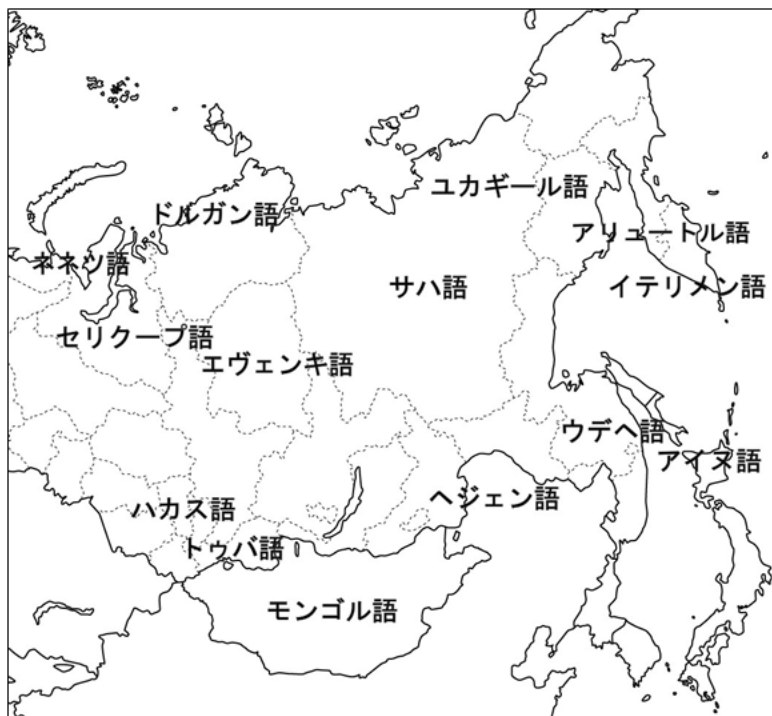 ユカギール語
ドルガン語
アリュートル語
ネネツ語
サハ語
イテリメン語
セリクープ語
エヴェンキ語
ウデヘ語
アイヌ語
ヘジェン語
ハカス語
トゥバ語
モンゴル語